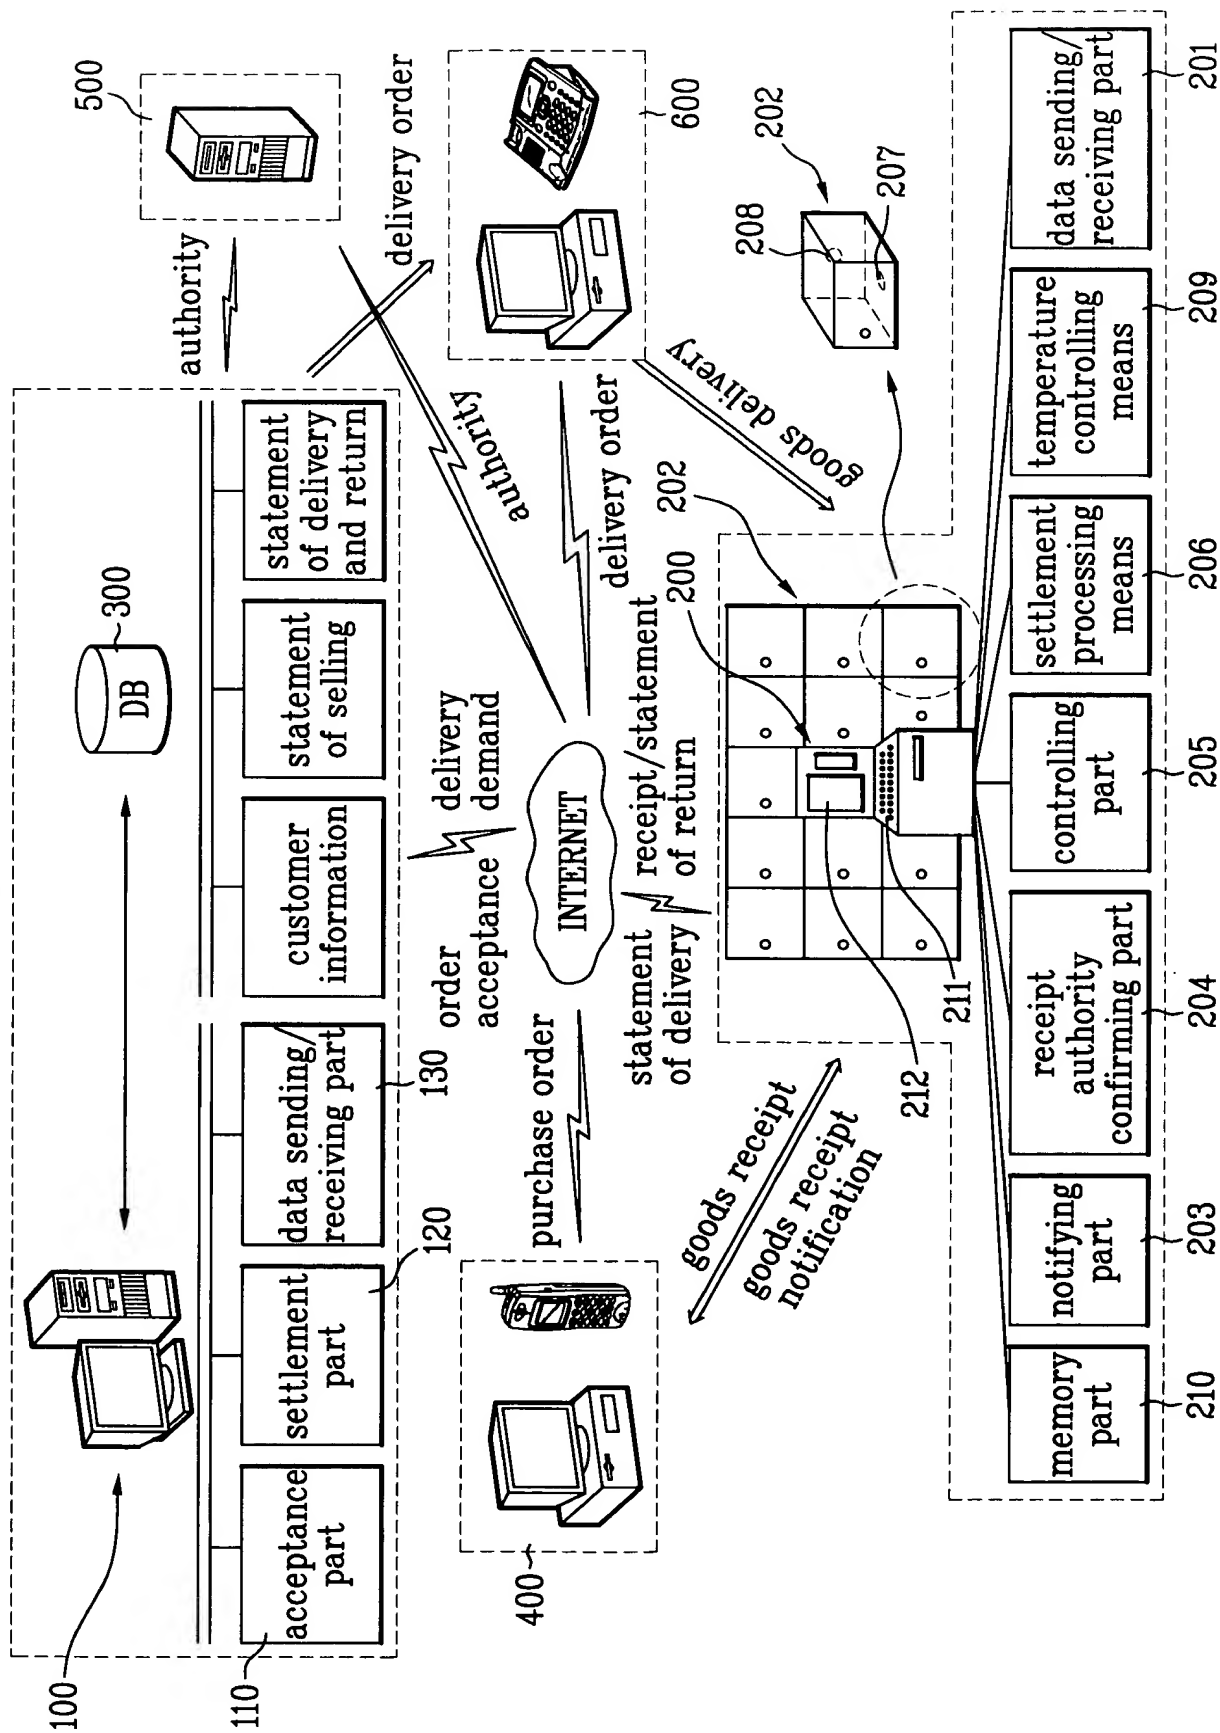 100
300
DB
500
authority
110
acceptance
part
settlement
part
120
data sending/
receiving part
130
customer
information
statement
of selling
statement
of delivery
and return
delivery order
order
acceptance
delivery
demand
authority
600
400
purchase order
INTERNET
delivery order
goods delivery
goods receipt
goods receipt
notification
statement
of delivery
receipt/statement
of return
200
202
202
208
207
212
211
memory
part
210
notifying
part
203
receipt
authority
confirming part
204
controlling
part
205
settlement
processing
means
206
temperature
controlling
means
209
data sending/
receiving part
201